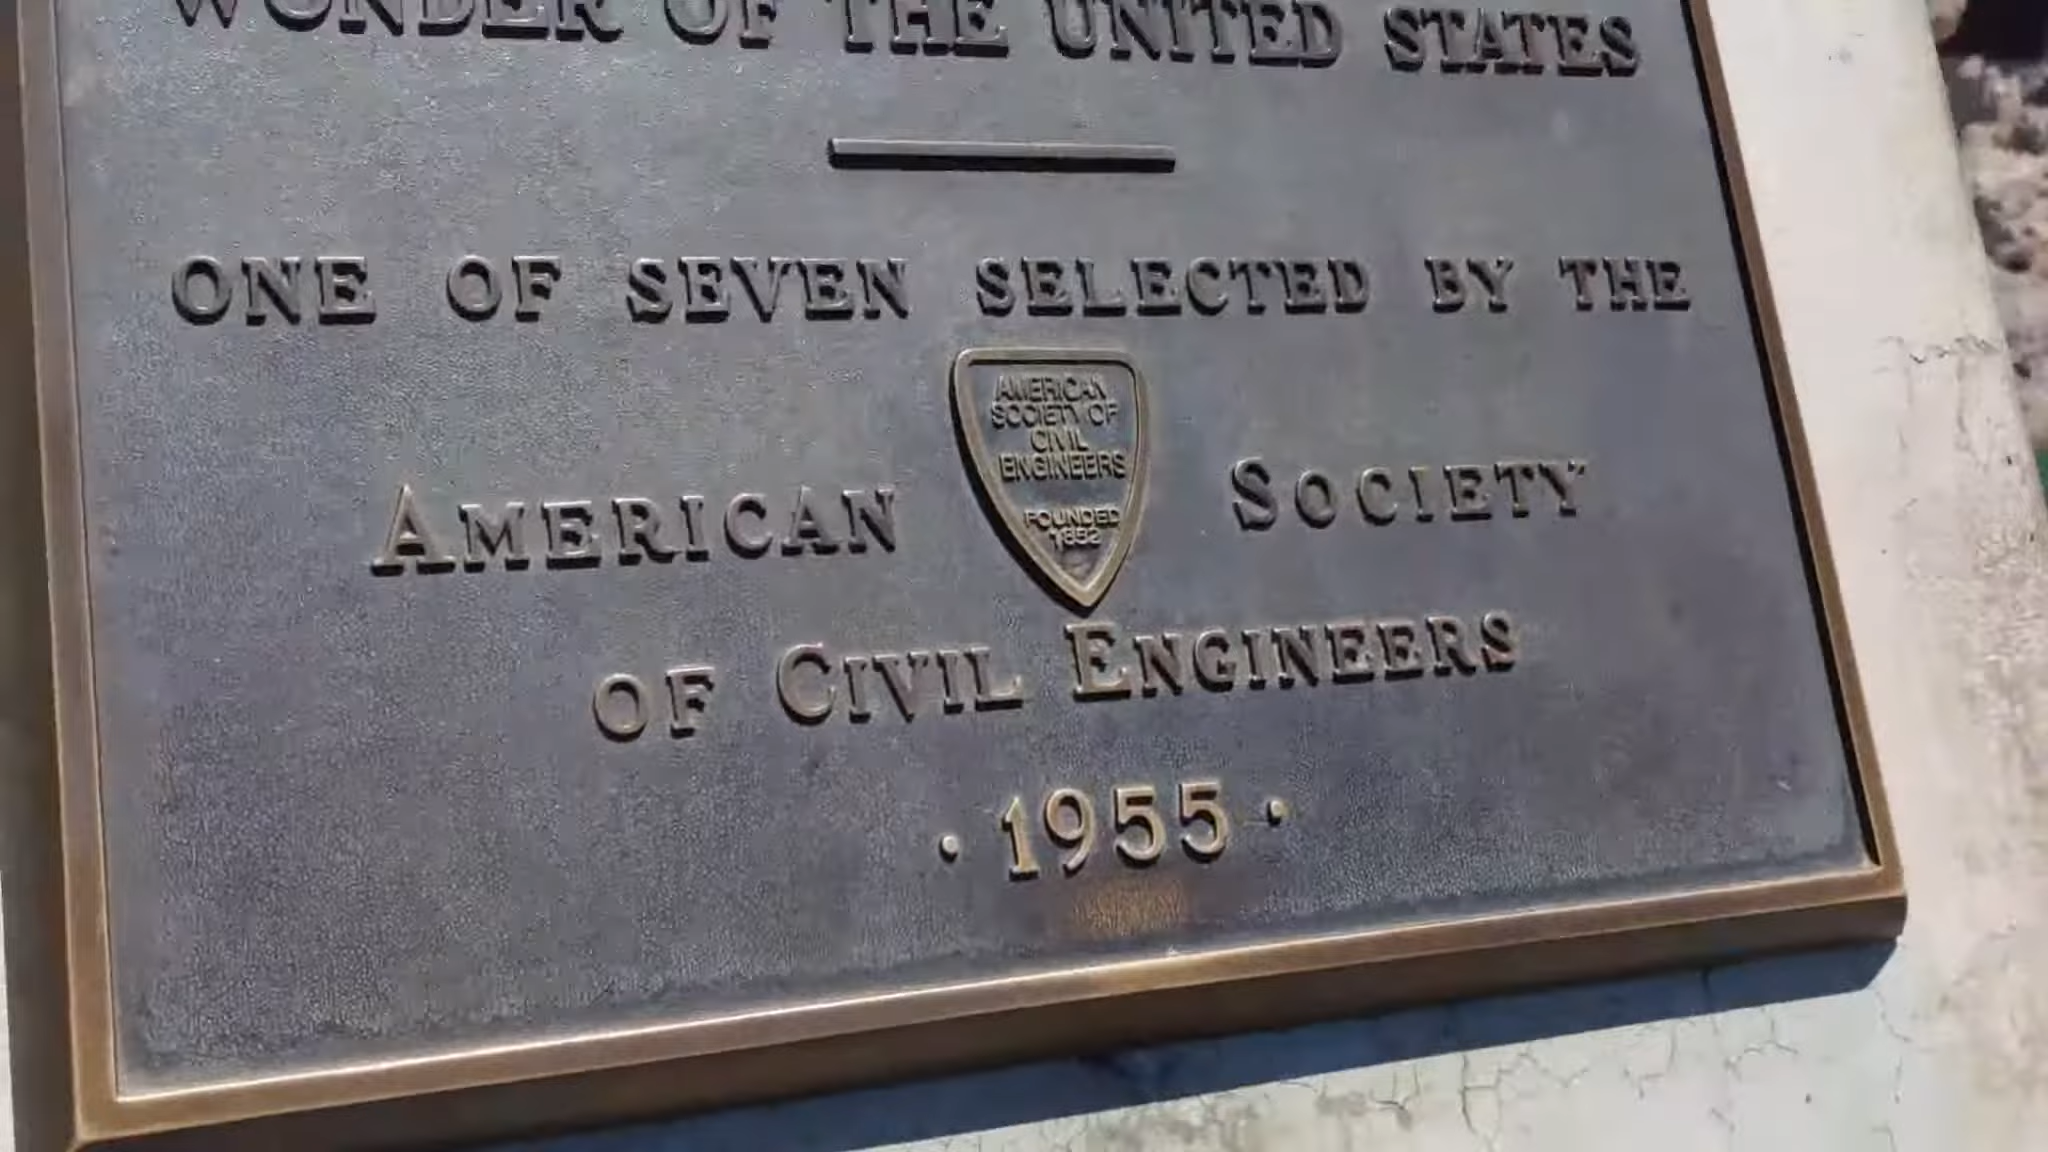 WONDER OF THE UNITED STATES
ONE OF SEVEN SELECTED BY THE
AMERICAN
SOCIETY OF
CIVIL
ENGINEERS
FOUNDED
1852
AMERICAN SOCIETY
OF CIVIL ENGINEERS
· 1955 ·